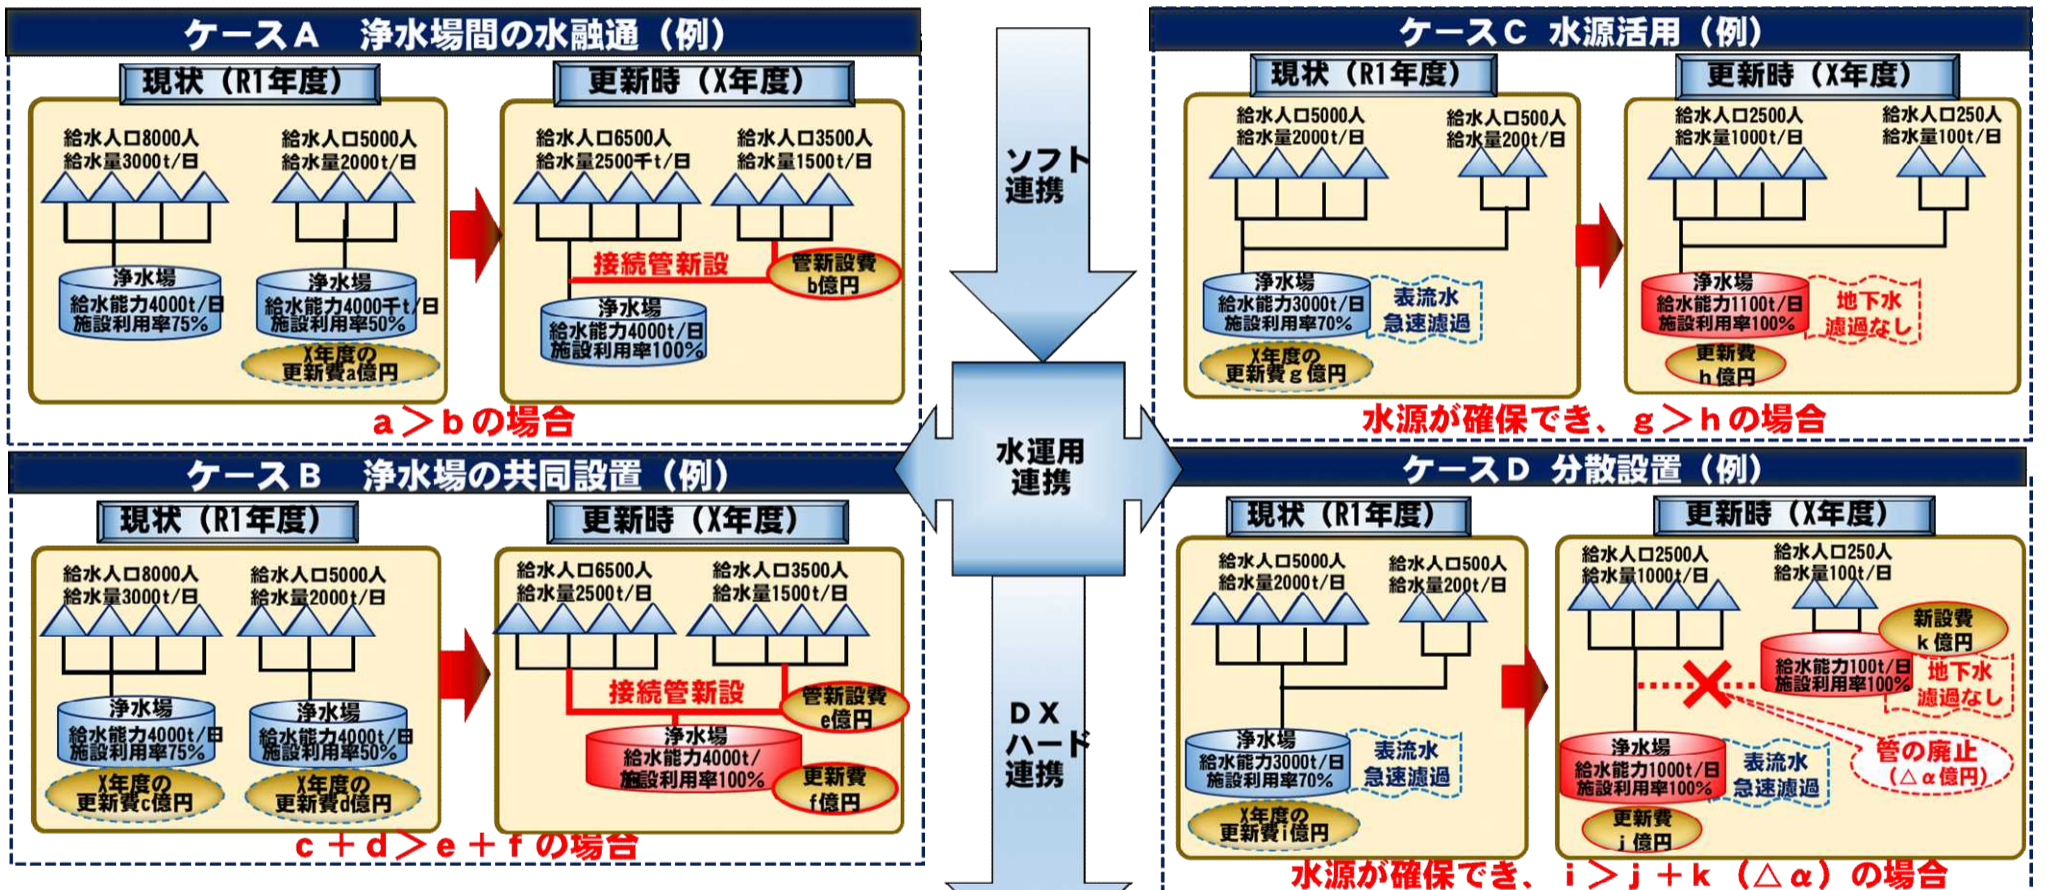 ケースA　浄水場間の水融通（例）
現状（R1年度）
給水人口8000人
給水量3000t/日
給水人口5000人
給水量2000t/日
浄水場
給水能力4000t/日
施設利用率75%
浄水場
給水能力4000千t/日
施設利用率50%
X年度の
更新費a億円
更新時（X年度）
給水人口6500人
給水量2500千t/日
給水人口3500人
給水量1500t/日
接続管新設
管新設費
b億円
浄水場
給水能力4000t/日
施設利用率100%
a＞bの場合
ケースB　浄水場の共同設置（例）
現状（R1年度）
給水人口8000人
給水量3000t/日
給水人口5000人
給水量2000t/日
浄水場
給水能力4000t/日
施設利用率75%
浄水場
給水能力4000t/日
施設利用率50%
X年度の
更新費c億円
X年度の
更新費d億円
更新時（X年度）
給水人口6500人
給水量2500t/日
給水人口3500人
給水量1500t/日
接続管新設
管新設費
e億円
浄水場
給水能力4000t/
施設利用率100%
更新費
f億円
c＋d＞e＋fの場合
ソフト
連携
水運用
連携
DX
ハード
連携
ケースC 水源活用（例）
現状（R1年度）
給水人口5000人
給水量2000t/日
給水人口500人
給水量200t/日
浄水場
給水能力3000t/日
施設利用率70%
表流水
急速濾過
X年度の
更新費g億円
更新時（X年度）
給水人口2500人
給水量1000t/日
給水人口250人
給水量100t/日
浄水場
給水能力1100t/日
施設利用率100%
地下水
濾過なし
更新費
h億円
水源が確保でき、g＞hの場合
ケースD 分散設置（例）
現状（R1年度）
給水人口5000人
給水量2000t/日
給水人口500人
給水量200t/日
浄水場
給水能力3000t/日
施設利用率70%
表流水
急速濾過
X年度の
更新費i億円
更新時（X年度）
給水人口2500人
給水量1000t/日
給水人口250人
給水量100t/日
新設費
k億円
給水能力100t/日
施設利用率100%
地下水
濾過なし
管の廃止
（△α億円）
浄水場
給水能力1000t/日
施設利用率100%
表流水
急速濾過
更新費
j億円
水源が確保でき、i＞j＋k（△α）の場合